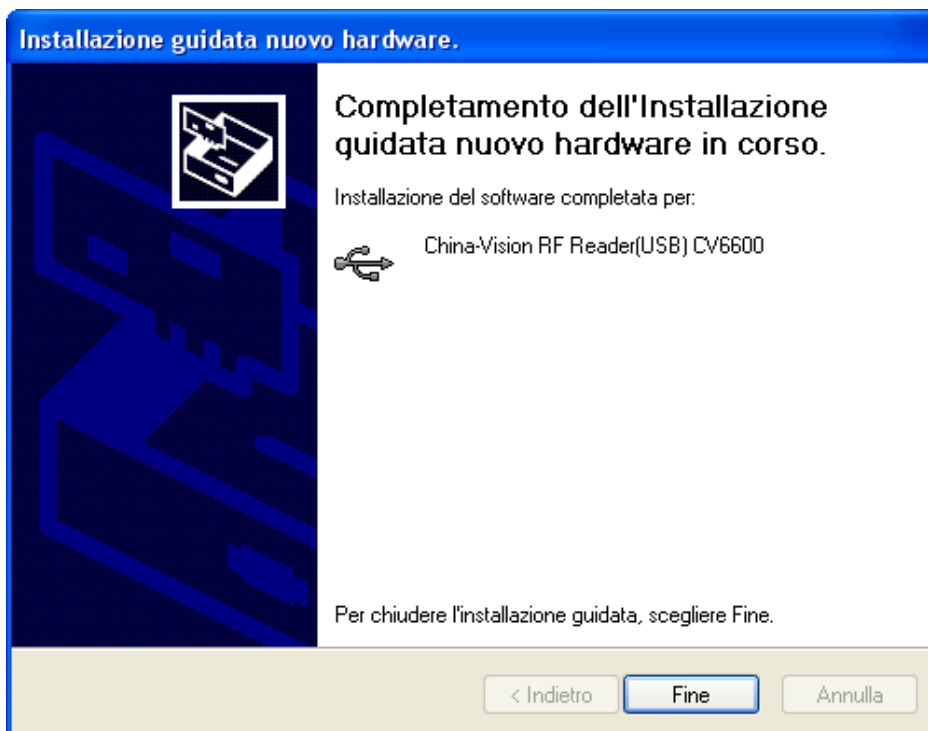 Installazione guidata nuovo hardware.
Completamento dell'Installazione
guidata nuovo hardware in corso.
Installazione del software completata per:
China-Vision RF Reader(USB) CV6600
Per chiudere l'installazione guidata, scegliere Fine.
< Indietro
Fine
Annulla